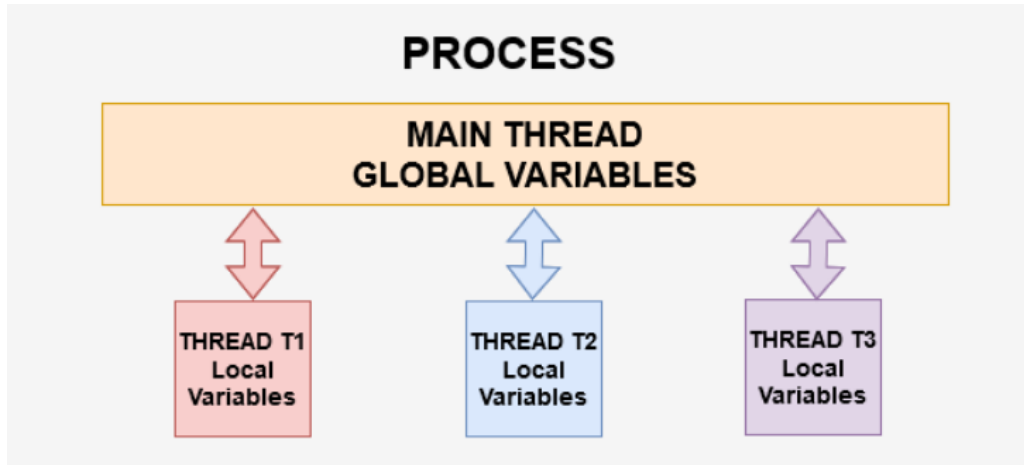 PROCESS
MAIN THREAD
GLOBAL VARIABLES
THREAD T1
Local
Variables
THREAD T2
Local
Variables
THREAD T3
Local
Variables